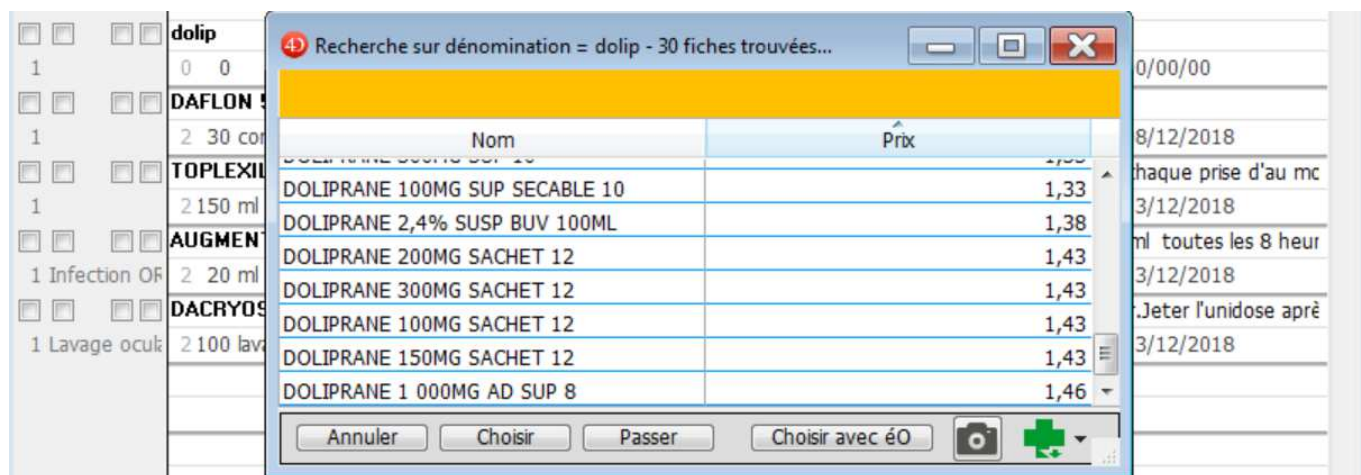 dolip
Recherche sur dénomination = dolip - 30 fiches trouvées...
1 0 0 0/00/00
DAFLON
1 2 30 8/12/2018
Nom Prix
TOPLEXIL chaque prise d'au
1 2 150 ml 3/12/2018
DOLIPRANE 100MG SUP SECABLE 10 1,33
DOLIPRANE 2,4% SUSP BUV 100ML 1,38
AUGMENT ml toutes les 8 heur
DOLIPRANE 200MG SACHET 12 1,43
1 Infection OR 2 20 ml 3/12/2018
DOLIPRANE 300MG SACHET 12 1,43
DACRYOS .Jeter l'unidose aprè
DOLIPRANE 100MG SACHET 12 1,43
1 Lavage ocula 2 100 lava 3/12/2018
DOLIPRANE 150MG SACHET 12 1,43
DOLIPRANE 1 000MG AD SUP 8 1,46
Annuler Choisir Passer Choisir avec éO